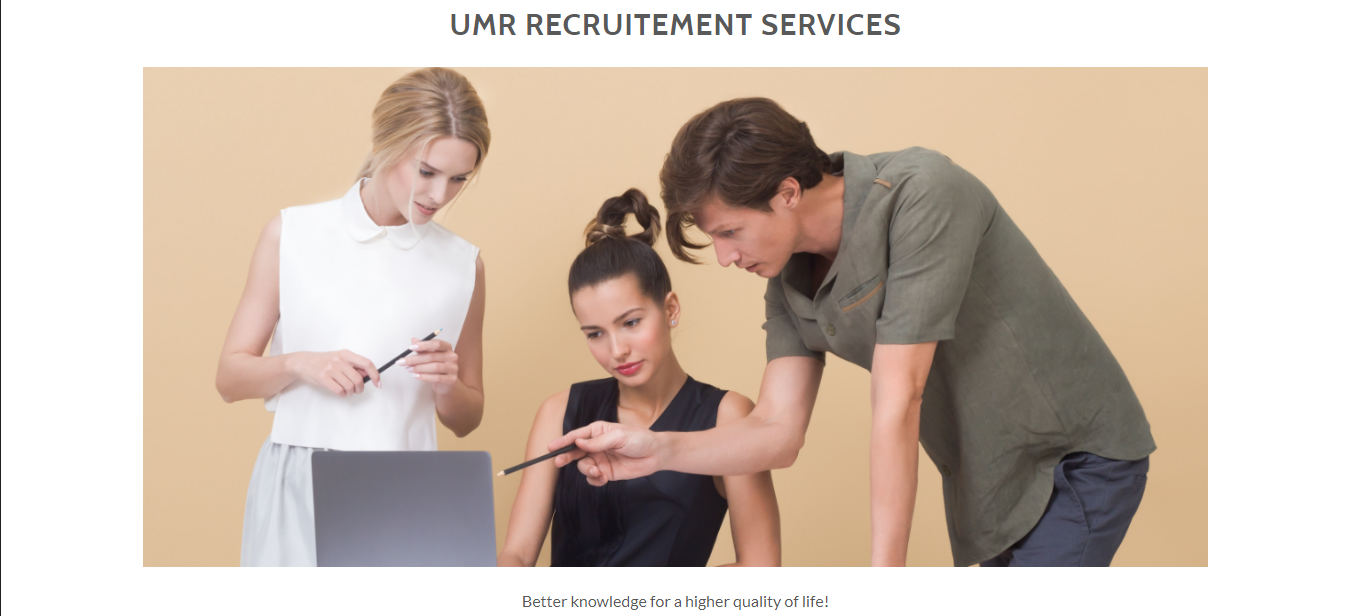 UMR RECRUITEMENT SERVICES
Better knowledge for a higher quality of life!